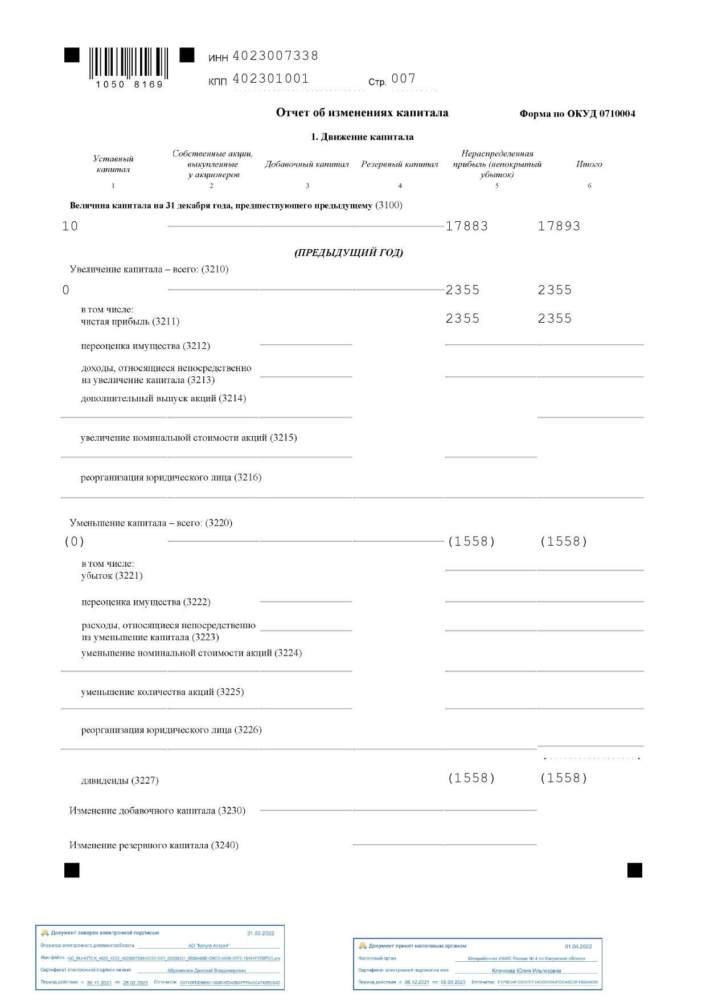 ИНН 4023007338
1050 8169
КПП 402301001 Стр. 007
Отчет об изменениях капитала Форма по ОКУД 0710004
1. Движение капитала
Уставный капитал Собственные акции, выкупленные у акционеров Добавочный капитал Резервный капитал Нераспределенная прибыль (непокрытый убыток) Итого
1 2 3 4 5 6
Величина капитала на 31 декабря года, предшествующего предыдущему (3100)
10 17883 17893
(ПРЕДЫДУЩИЙ ГОД)
Увеличение капитала – всего: (3210)
0 2355 2355
в том числе:
чистая прибыль (3211) 2355 2355
переоценка имущества (3212)
доходы, относящиеся непосредственно
на увеличение капитала (3213)
дополнительный выпуск акций (3214)
увеличение номинальной стоимости акций (3215)
реорганизация юридического лица (3216)
Уменьшение капитала – всего: (3220)
(0) (1558) (1558)
в том числе:
убыток (3221)
переоценка имущества (3222)
расходы, относящиеся непосредственно
на уменьшение капитала (3223)
уменьшение номинальной стоимости акций (3224)
уменьшение количества акций (3225)
реорганизация юридического лица (3226)
дивиденды (3227) (1558) (1558)
Изменение добавочного капитала (3230)
Изменение резервного капитала (3240)
Документ заверен электронной подписью 31.03.2022
Оператор электронного документооборота АО "Калуга Астрал"
Имя файла
Сертификат электронной подписи на имя Абраменков Дмитрий Владимирович
Период действия с 30.11.2021 по 28.02.2023 Отпечаток
Документ принят налоговым органом 01.04.2022
Налоговый орган Межрайонная ИФНС России № 4 по Калужской области
Сертификат электронной подписи на имя Клочкова Юлия Ильгизовна
Период действия с 08.12.2021 по 08.03.2023 Отпечаток